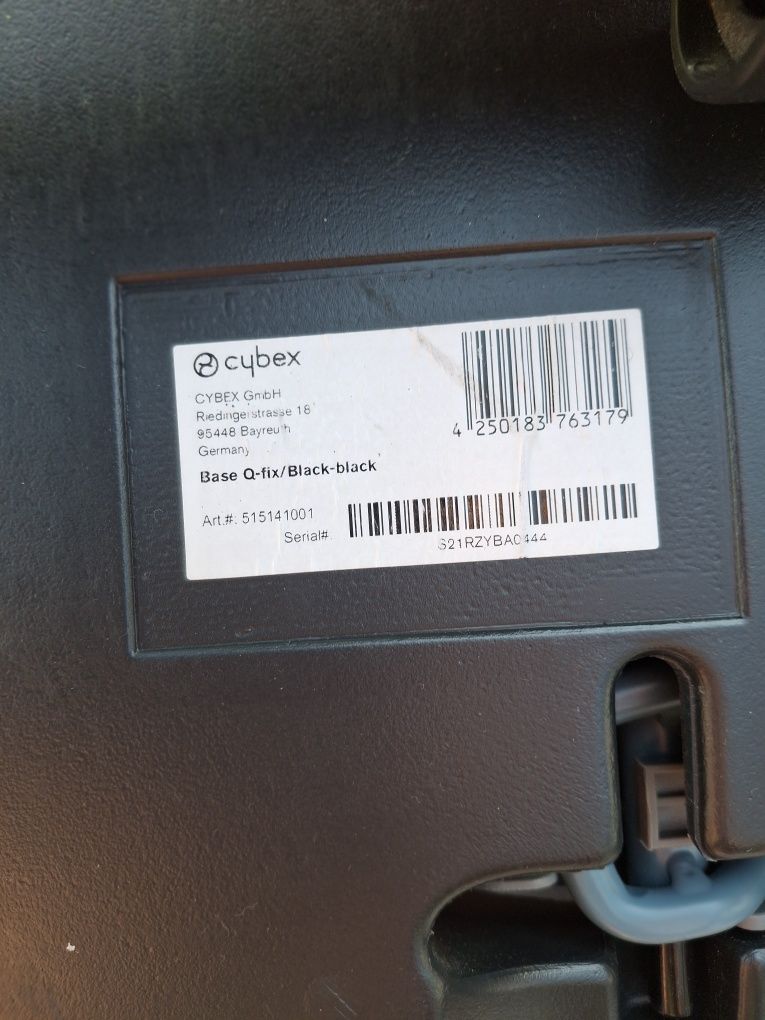 cybex
CYBEX GmbH
Riedingerstrasse 18
95448 Bayreuth
Germany
Base Q-fix/Black-black
4 250183 763179
Art.#: 515141001
Serial#:
S21RZYBA0444